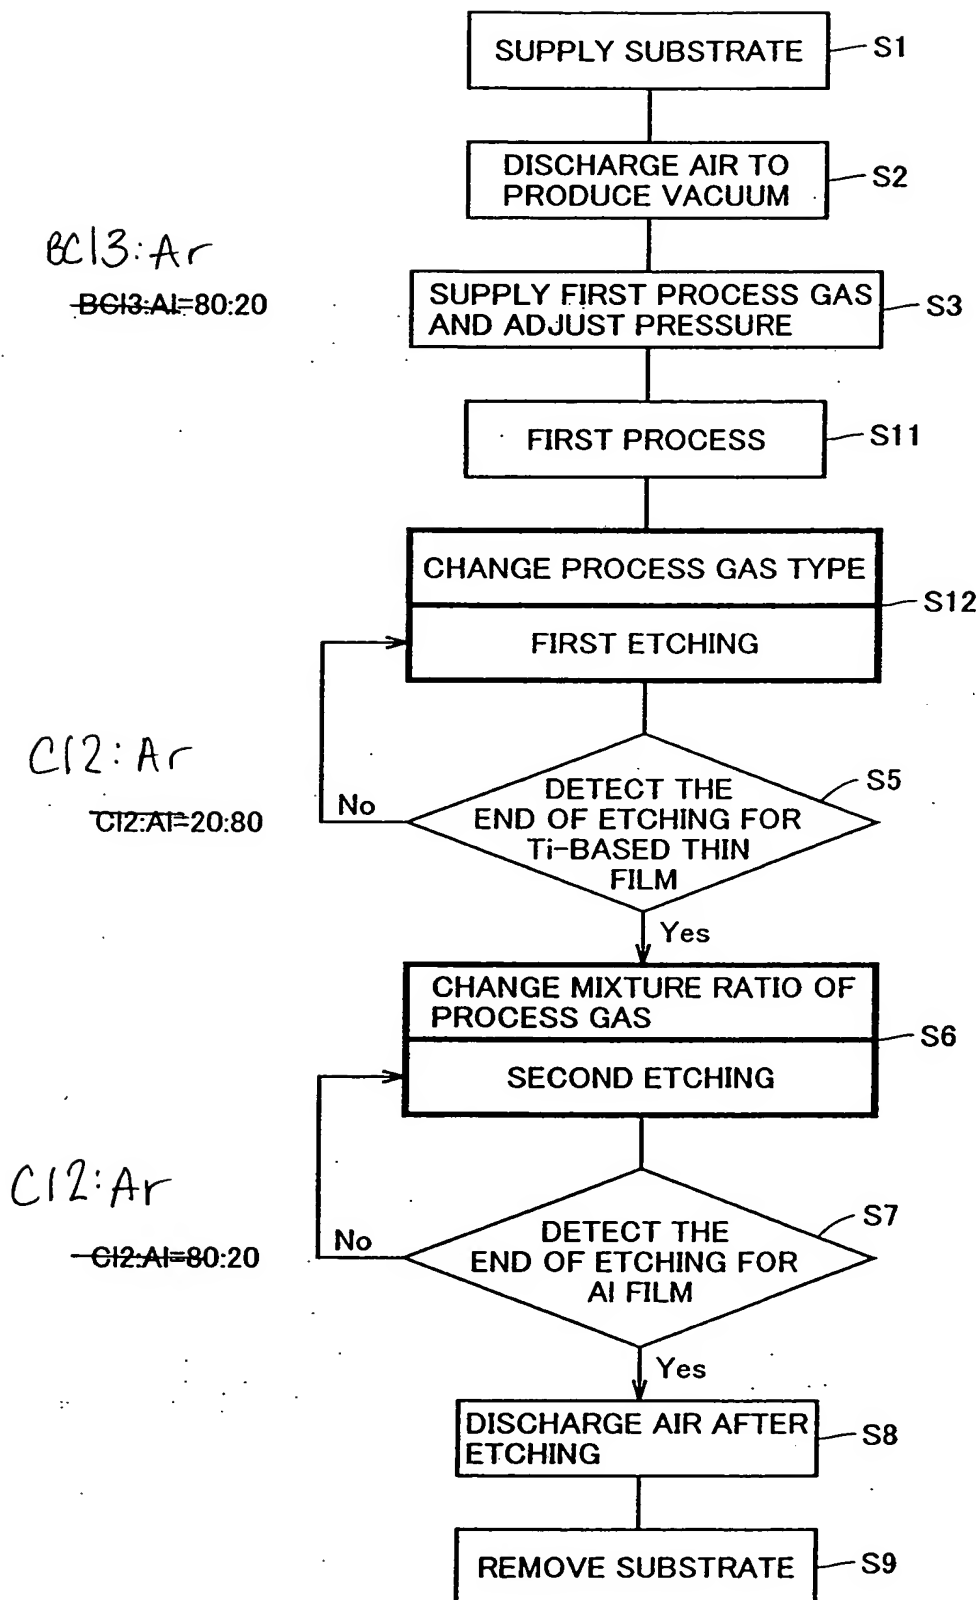 SUPPLY SUBSTRATE
S1
DISCHARGE AIR TO
PRODUCE VACUUM
S2
BCl3:Ar
BCl3:Al=80:20
SUPPLY FIRST PROCESS GAS
AND ADJUST PRESSURE
S3
FIRST PROCESS
S11
CHANGE PROCESS GAS TYPE
S12
FIRST ETCHING
Cl2:Ar
Cl2:Al=20:80
No
DETECT THE
END OF ETCHING FOR
Ti-BASED THIN
FILM
S5
Yes
CHANGE MIXTURE RATIO OF
PROCESS GAS
S6
SECOND ETCHING
Cl2:Ar
Cl2:Al=80:20
No
DETECT THE
END OF ETCHING FOR
Al FILM
S7
Yes
DISCHARGE AIR AFTER
ETCHING
S8
REMOVE SUBSTRATE
S9